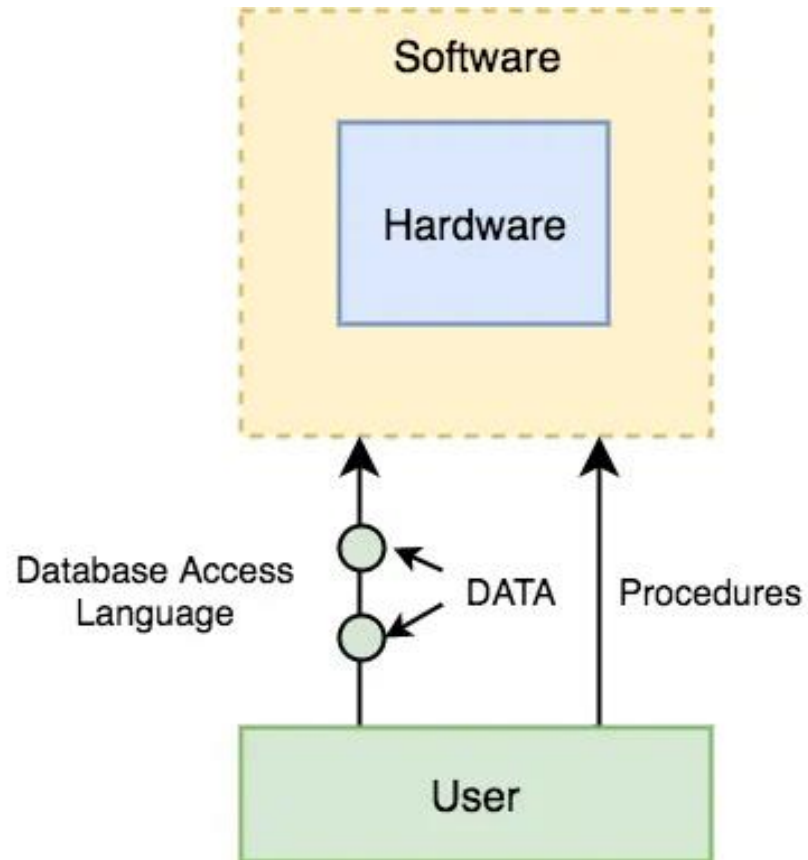 Software
Hardware
Database Access
Language
DATA
Procedures
User